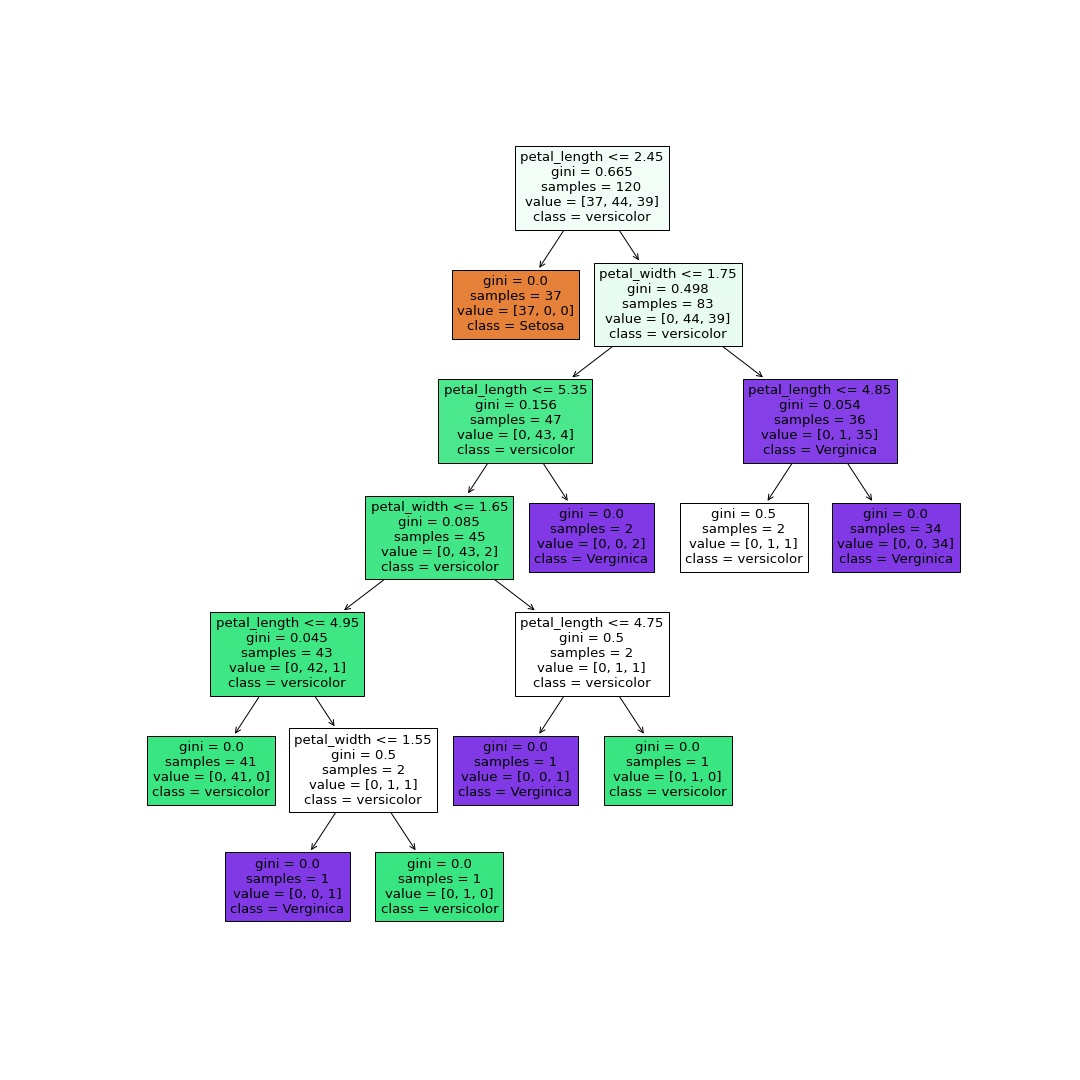 petal_length <= 2.45
gini = 0.665
samples = 120
value = [37, 44, 39]
class = versicolor
gini = 0.0
samples = 37
value = [37, 0, 0]
class = Setosa
petal_width <= 1.75
gini = 0.498
samples = 83
value = [0, 44, 39]
class = versicolor
petal_length <= 5.35
gini = 0.156
samples = 47
value = [0, 43, 4]
class = versicolor
petal_length <= 4.85
gini = 0.054
samples = 36
value = [0, 1, 35]
class = Verginica
petal_width <= 1.65
gini = 0.085
samples = 45
value = [0, 43, 2]
class = versicolor
gini = 0.0
samples = 2
value = [0, 0, 2]
class = Verginica
gini = 0.5
samples = 2
value = [0, 1, 1]
class = versicolor
gini = 0.0
samples = 34
value = [0, 0, 34]
class = Verginica
petal_length <= 4.95
gini = 0.045
samples = 43
value = [0, 42, 1]
class = versicolor
petal_length <= 4.75
gini = 0.5
samples = 2
value = [0, 1, 1]
class = versicolor
gini = 0.0
samples = 41
value = [0, 41, 0]
class = versicolor
petal_width <= 1.55
gini = 0.5
samples = 2
value = [0, 1, 1]
class = versicolor
gini = 0.0
samples = 1
value = [0, 0, 1]
class = Verginica
gini = 0.0
samples = 1
value = [0, 1, 0]
class = versicolor
gini = 0.0
samples = 1
value = [0, 0, 1]
class = Verginica
gini = 0.0
samples = 1
value = [0, 1, 0]
class = versicolor